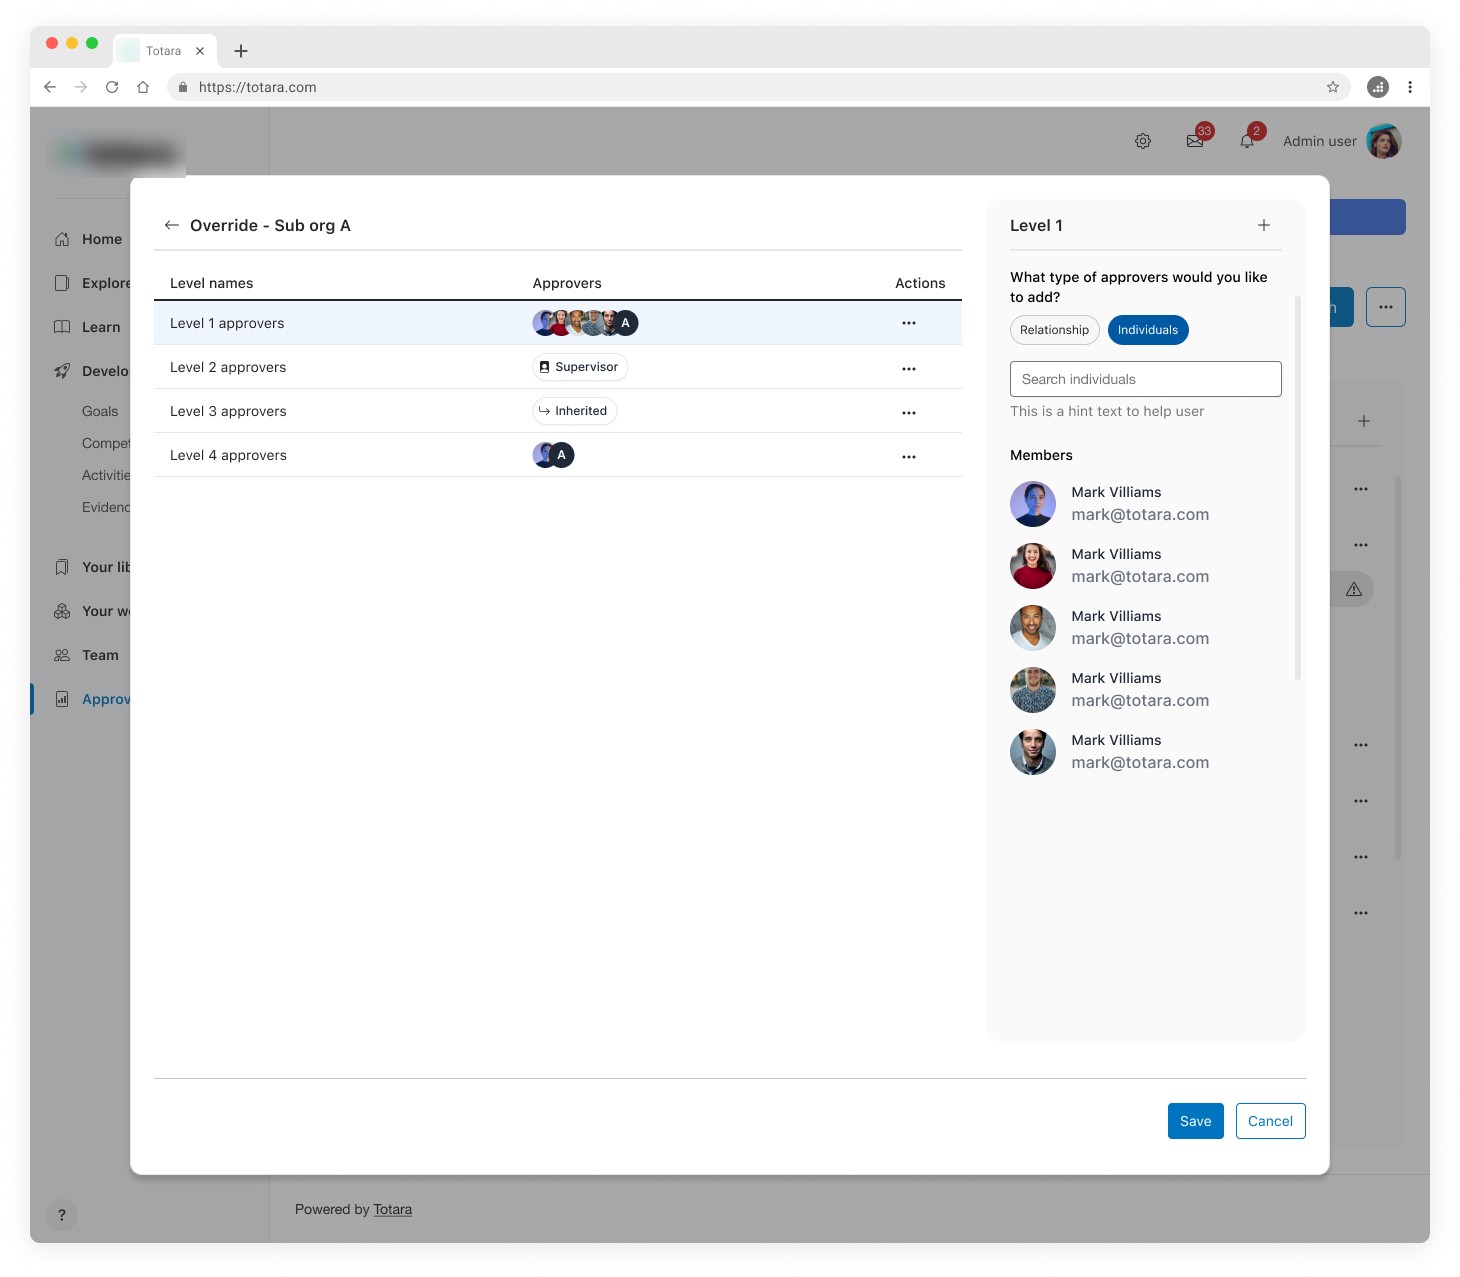 Totara
https://totara.com
33
2
Admin user
Home
Explore
Learn
Develo
Goals
Compet
Activitie
Evidenc
Your lib
Your wo
Team
Approv
Override - Sub org A
Level names
Approvers
Actions
Level 1 approvers
A
Level 2 approvers
Supervisor
Level 3 approvers
Inherited
Level 4 approvers
A
Level 1
What type of approvers would you like
to add?
Relationship
Individuals
Search individuals
This is a hint text to help user
Members
Mark Villiams
mark@totara.com
Mark Villiams
mark@totara.com
Mark Villiams
mark@totara.com
Mark Villiams
mark@totara.com
Mark Villiams
mark@totara.com
h
Save
Cancel
?
Powered by Totara